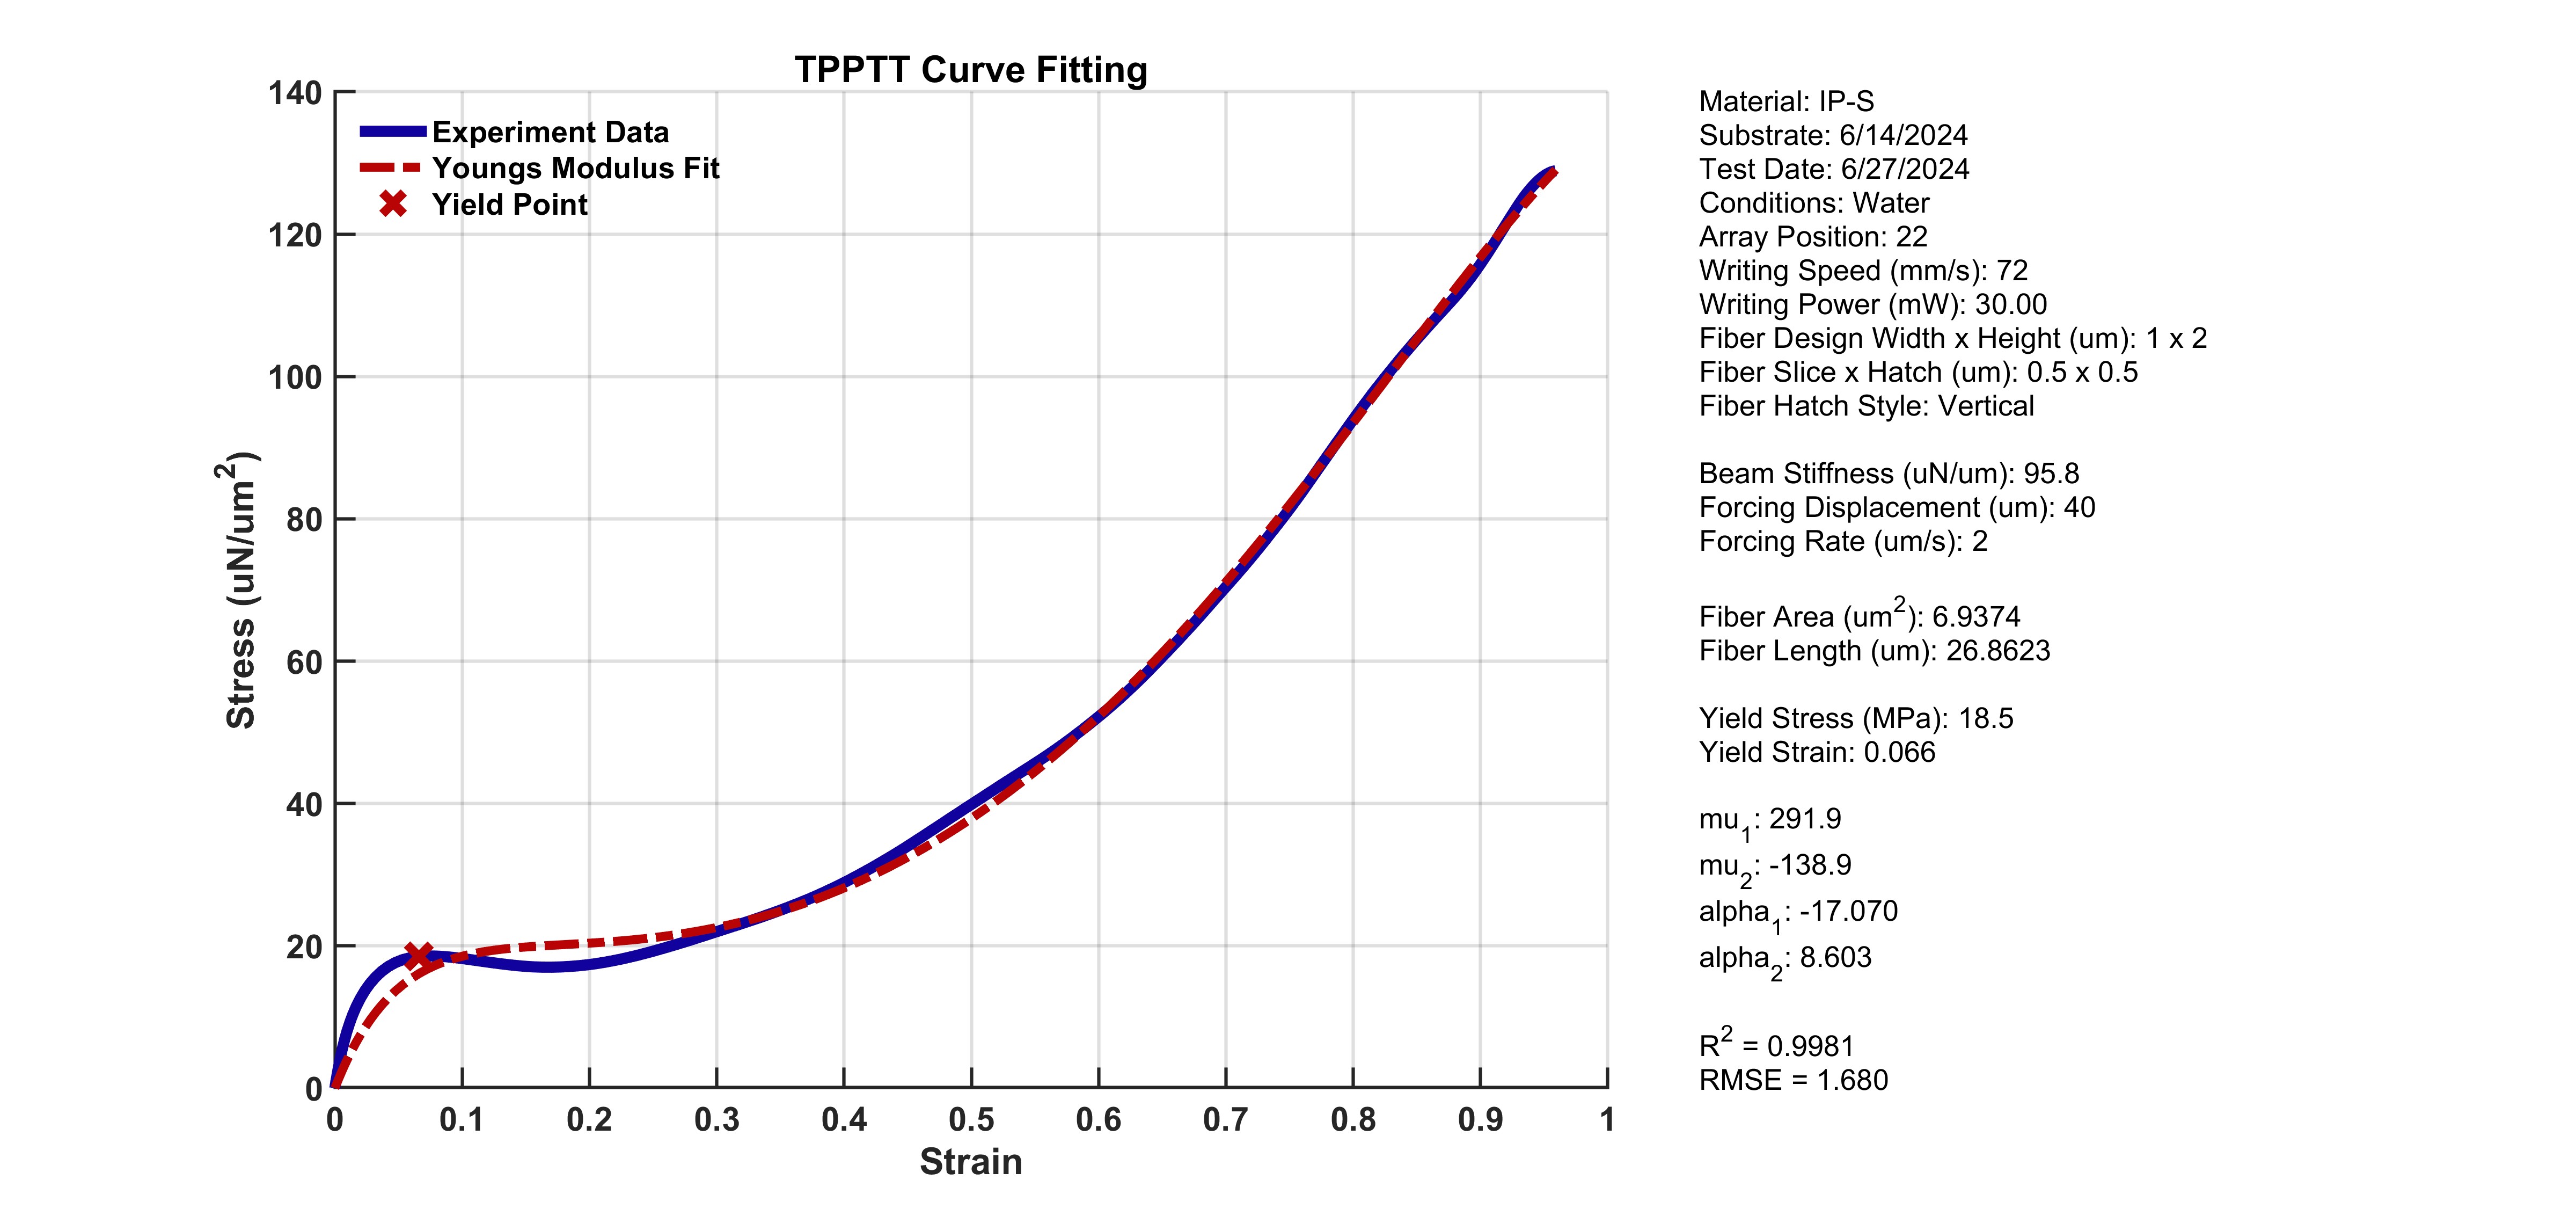 TPPTT Curve Fitting
140
120
100
80
60
40
20
0
Stress (uN/um²)
Experiment Data
Youngs Modulus Fit
Yield Point
0 0.1 0.2 0.3 0.4 0.5 0.6 0.7 0.8 0.9 1
Strain
Material: IP-S
Substrate: 6/14/2024
Test Date: 6/27/2024
Conditions: Water
Array Position: 22
Writing Speed (mm/s): 72
Writing Power (mW): 30.00
Fiber Design Width x Height (um): 1 x 2
Fiber Slice x Hatch (um): 0.5 x 0.5
Fiber Hatch Style: Vertical
Beam Stiffness (uN/um): 95.8
Forcing Displacement (um): 40
Forcing Rate (um/s): 2
Fiber Area (um²): 6.9374
Fiber Length (um): 26.8623
Yield Stress (MPa): 18.5
Yield Strain: 0.066
mu₁: 291.9
mu₂: -138.9
alpha₁: -17.070
alpha₂: 8.603
R² = 0.9981
RMSE = 1.680